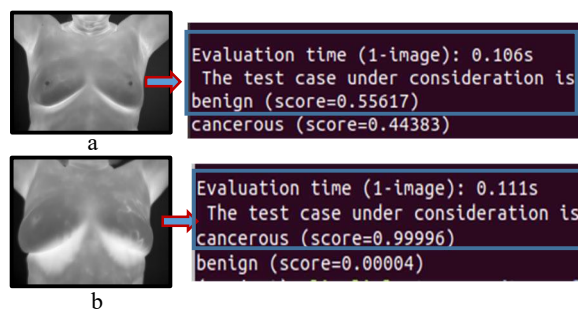 Evaluation time (1-image): 0.106s
The test case under consideration is
benign (score=0.55617)
cancerous (score=0.44383)
a
Evaluation time (1-image): 0.111s
The test case under consideration is
cancerous (score=0.99996)
benign (score=0.00004)
b